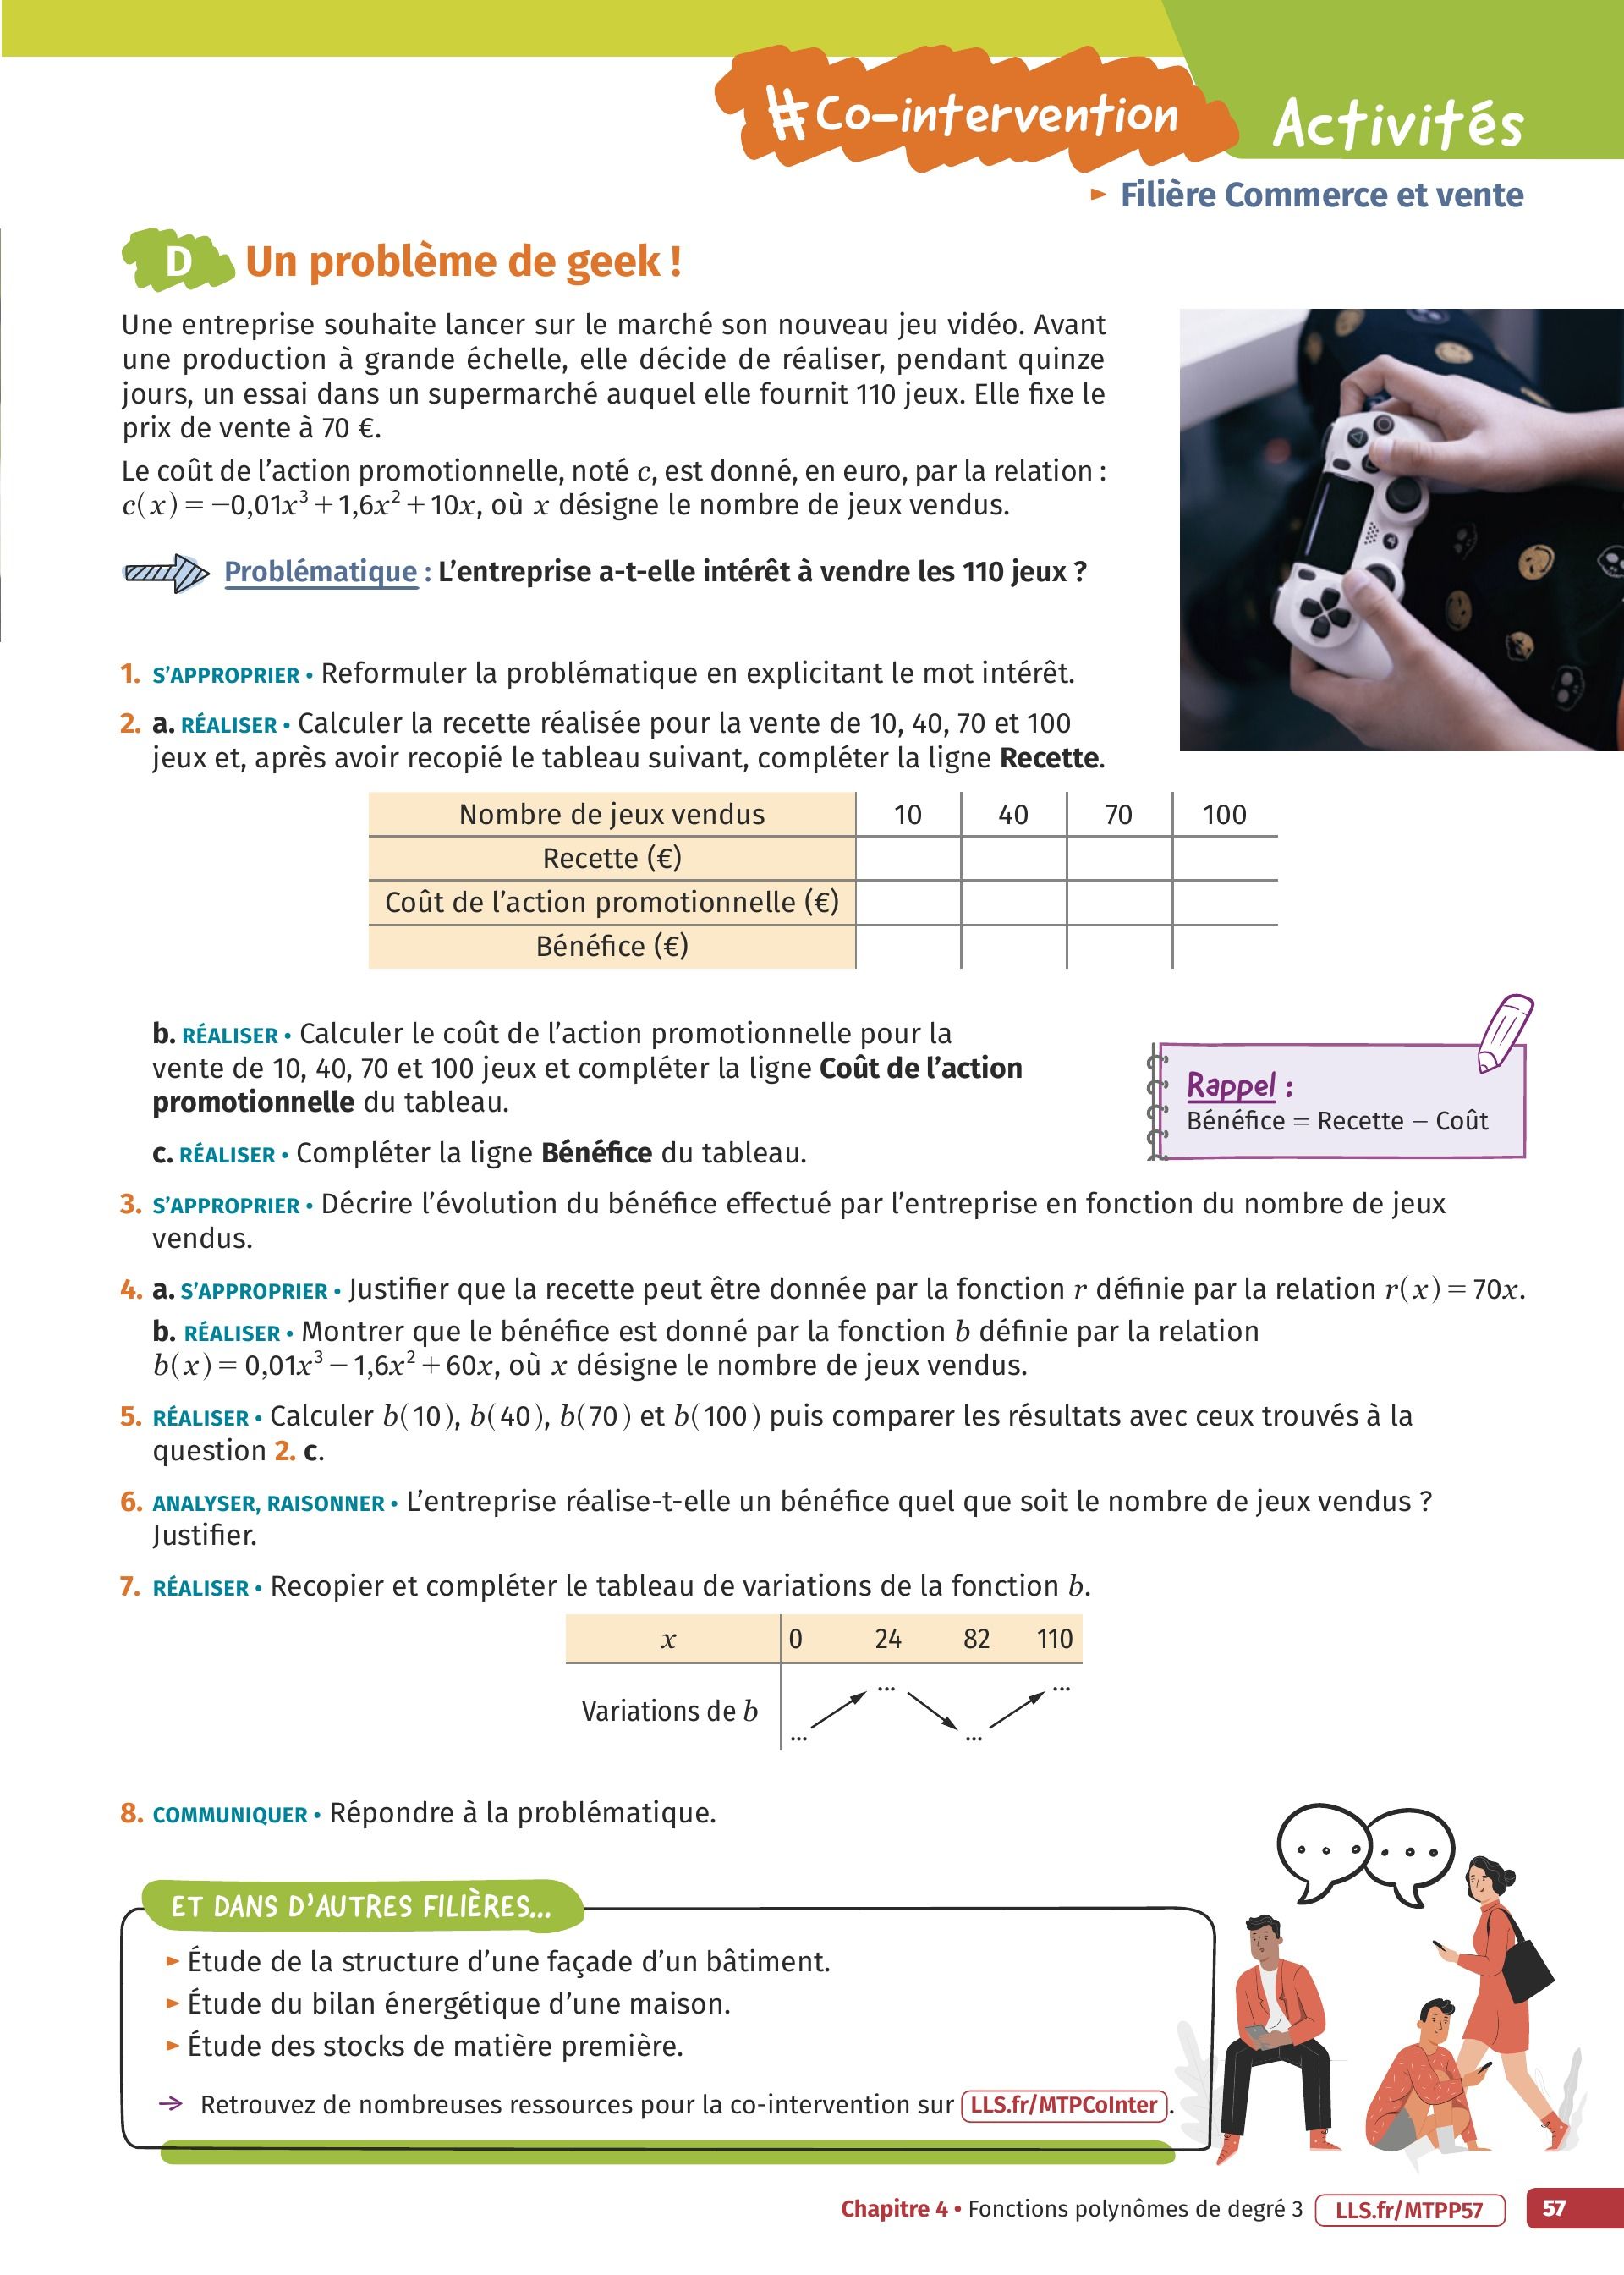 #Co-intervention
Activités
► Filière Commerce et vente
D Un problème de geek !
Une entreprise souhaite lancer sur le marché son nouveau jeu vidéo. Avant
une production à grande échelle, elle décide de réaliser, pendant quinze
jours, un essai dans un supermarché auquel elle fournit 110 jeux. Elle fixe le
prix de vente à 70 €.
Le coût de l’action promotionnelle, noté c, est donné, en euro, par la relation :
c(x) = −0,01x³ + 1,6x² + 10x, où x désigne le nombre de jeux vendus.
Problématique : L’entreprise a-t-elle intérêt à vendre les 110 jeux ?
1. S’APPROPRIER • Reformuler la problématique en explicitant le mot intérêt.
2. a. RÉALISER • Calculer la recette réalisée pour la vente de 10, 40, 70 et 100
jeux et, après avoir recopié le tableau suivant, compléter la ligne Recette.
Nombre de jeux vendus 10 40 70 100
Recette (€)
Coût de l’action promotionnelle (€)
Bénéfice (€)
b. RÉALISER • Calculer le coût de l’action promotionnelle pour la
vente de 10, 40, 70 et 100 jeux et compléter la ligne Coût de l’action
promotionnelle du tableau.
Rappel :
Bénéfice = Recette − Coût
c. RÉALISER • Compléter la ligne Bénéfice du tableau.
3. S’APPROPRIER • Décrire l’évolution du bénéfice effectué par l’entreprise en fonction du nombre de jeux
vendus.
4. a. S’APPROPRIER • Justifier que la recette peut être donnée par la fonction r définie par la relation r(x) = 70x.
b. RÉALISER • Montrer que le bénéfice est donné par la fonction b définie par la relation
b(x) = 0,01x³ − 1,6x² + 60x, où x désigne le nombre de jeux vendus.
5. RÉALISER • Calculer b(10), b(40), b(70) et b(100) puis comparer les résultats avec ceux trouvés à la
question 2. c.
6. ANALYSER, RAISONNER • L’entreprise réalise-t-elle un bénéfice quel que soit le nombre de jeux vendus ?
Justifier.
7. RÉALISER • Recopier et compléter le tableau de variations de la fonction b.
x 0 24 82 110
... ...
Variations de b
... ...
8. COMMUNIQUER • Répondre à la problématique.
ET DANS D’AUTRES FILIÈRES...
► Étude de la structure d’une façade d’un bâtiment.
► Étude du bilan énergétique d’une maison.
► Étude des stocks de matière première.
→ Retrouvez de nombreuses ressources pour la co-intervention sur LLS.fr/MTPCoInter.
Chapitre 4 • Fonctions polynômes de degré 3 LLS.fr/MTPP57 57